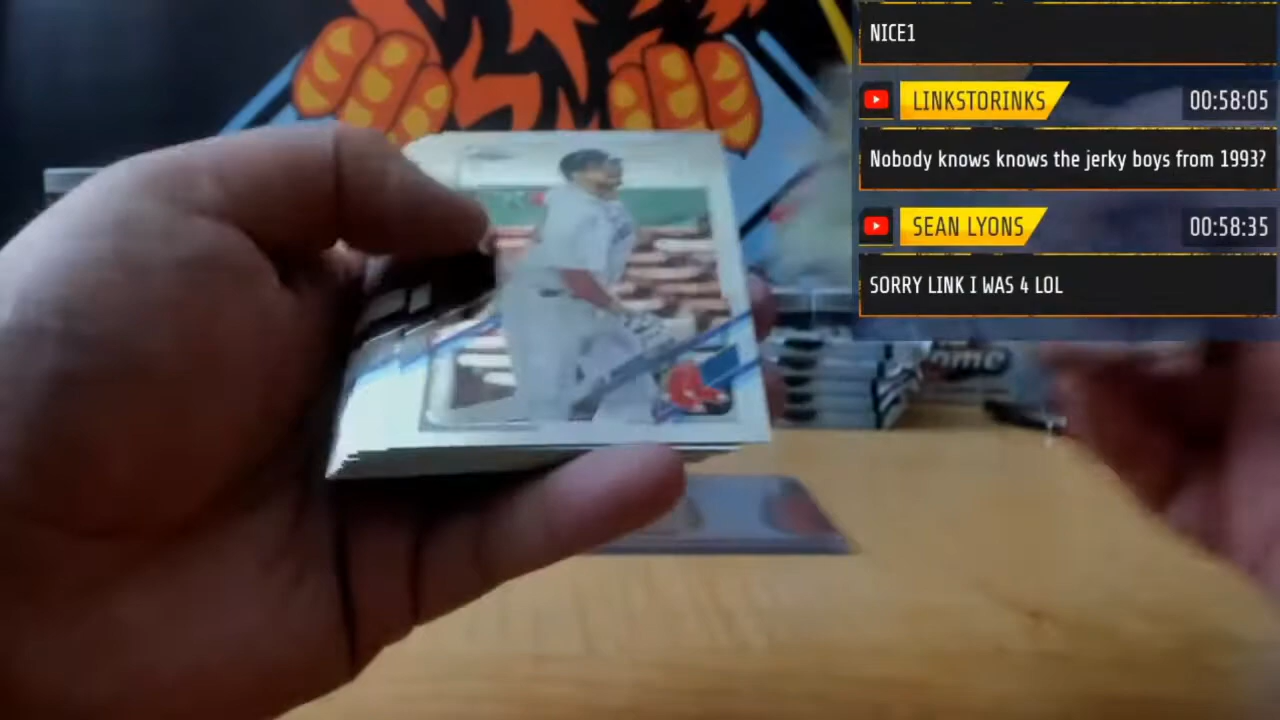 NICE1
LINKSTORINKS
00:58:05
Nobody knows knows the jerky boys from 1993?
SEAN LYONS
00:58:35
SORRY LINK I WAS 4 LOL
ome